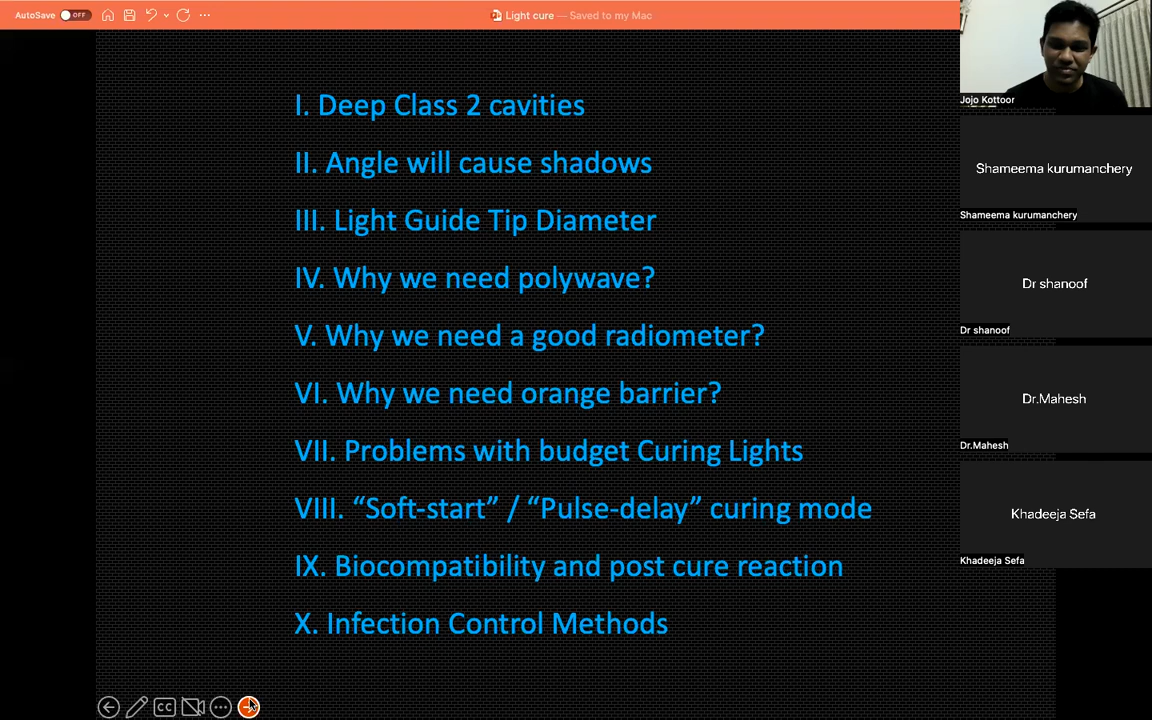 AutoSave OFF
Light cure — Saved to my Mac
I. Deep Class 2 cavities
II. Angle will cause shadows
III. Light Guide Tip Diameter
IV. Why we need polywave?
V. Why we need a good radiometer?
VI. Why we need orange barrier?
VII. Problems with budget Curing Lights
VIII. “Soft-start” / “Pulse-delay” curing mode
IX. Biocompatibility and post cure reaction
X. Infection Control Methods
CC
Jojo Kottoor
Shameema kurumanchery
Shameema kurumanchery
Dr shanoof
Dr shanoof
Dr.Mahesh
Dr.Mahesh
Khadeeja Sefa
Khadeeja Sefa